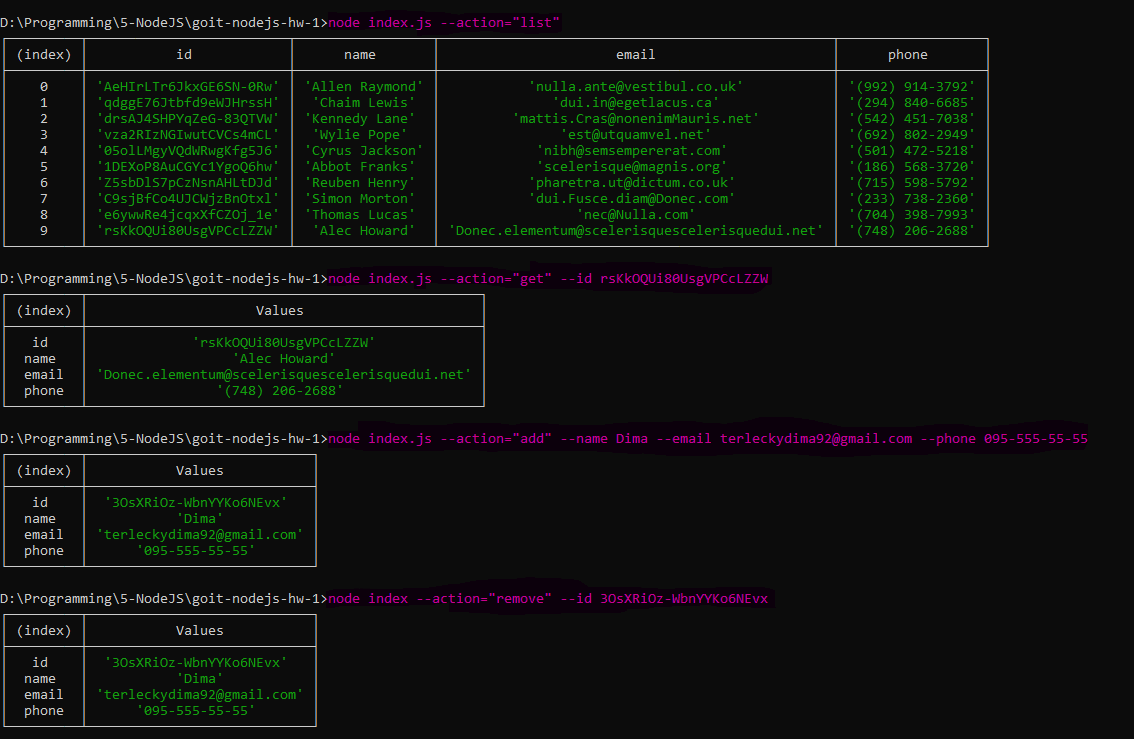 D:\Programming\5-NodeJS\goit-nodejs-hw-1>node index.js --action="list"
(index) id name email phone
0 'AeHIrLTr6JkxGE6SN-0Rw' 'Allen Raymond' 'nulla.ante@vestibul.co.uk' '(992) 914-3792'
1 'qdggE76Jtbfd9eWJHrssH' 'Chaim Lewis' 'dui.in@egetlacus.ca' '(294) 840-6685'
2 'drsAJ4SHPYqZeG-83QTVW' 'Kennedy Lane' 'mattis.Cras@nonenimMauris.net' '(542) 451-7038'
3 'vza2RIzNGIwutCVCs4mCL' 'Wylie Pope' 'est@utquamvel.net' '(692) 802-2949'
4 '05olLMgyVQdWRwgKfg5J6' 'Cyrus Jackson' 'nibh@semsempererat.com' '(501) 472-5218'
5 '1DEXoP8AuCGYc1YgoQ6hw' 'Abbot Franks' 'scelerisque@magnis.org' '(186) 568-3720'
6 'Z5sbDlS7pCzNsnAHLtDJd' 'Reuben Henry' 'pharetra.ut@dictum.co.uk' '(715) 598-5792'
7 'C9sjBfCo4UJCWjzBnOtxl' 'Simon Morton' 'dui.Fusce.diam@Donec.com' '(233) 738-2360'
8 'e6ywwRe4jcqxXfCZOj_1e' 'Thomas Lucas' 'nec@Nulla.com' '(704) 398-7993'
9 'rsKkOQUi80UsgVPCcLZZW' 'Alec Howard' 'Donec.elementum@scelerisquescelerisquedui.net' '(748) 206-2688'
D:\Programming\5-NodeJS\goit-nodejs-hw-1>node index.js --action="get" --id rsKkOQUi80UsgVPCcLZZW
(index) Values
id 'rsKkOQUi80UsgVPCcLZZW'
name 'Alec Howard'
email 'Donec.elementum@scelerisquescelerisquedui.net'
phone '(748) 206-2688'
D:\Programming\5-NodeJS\goit-nodejs-hw-1>node index.js --action="add" --name Dima --email terleckydima92@gmail.com --phone 095-555-55-55
(index) Values
id '3OsXRiOz-WbnYYKo6NEvx'
name 'Dima'
email 'terleckydima92@gmail.com'
phone '095-555-55-55'
D:\Programming\5-NodeJS\goit-nodejs-hw-1>node index --action="remove" --id 3OsXRiOz-WbnYYKo6NEvx
(index) Values
id '3OsXRiOz-WbnYYKo6NEvx'
name 'Dima'
email 'terleckydima92@gmail.com'
phone '095-555-55-55'